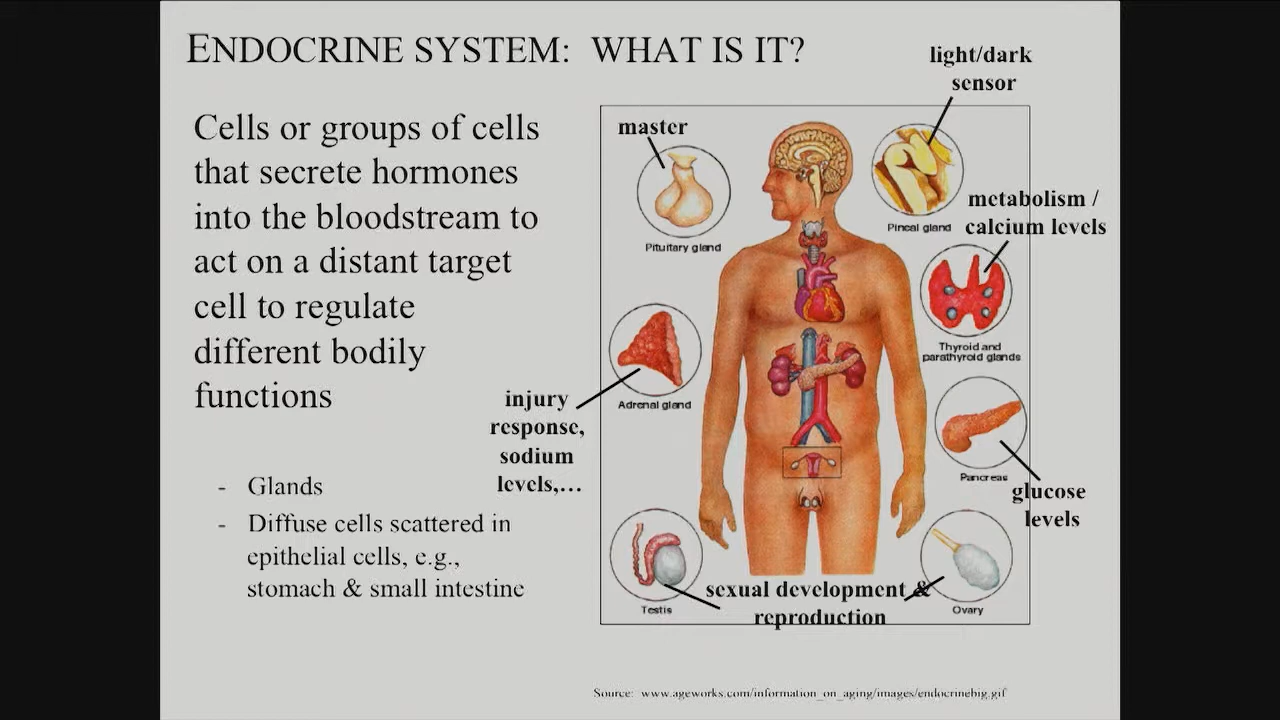 ENDOCRINE SYSTEM: WHAT IS IT?
Cells or groups of cells
that secrete hormones
into the bloodstream to
act on a distant target
cell to regulate
different bodily
functions
- Glands
- Diffuse cells scattered in
epithelial cells, e.g.,
stomach & small intestine
light/dark
sensor
master
Pituitary gland
Pineal gland
metabolism /
calcium levels
Thyroid and
parathyroid glands
injury
response,
sodium
levels,...
Adrenal gland
Pancreas
glucose
levels
sexual development &
reproduction
Testis
Ovary
Source: www.ageworks.com/information_on_aging/images/endocrinebig.gif